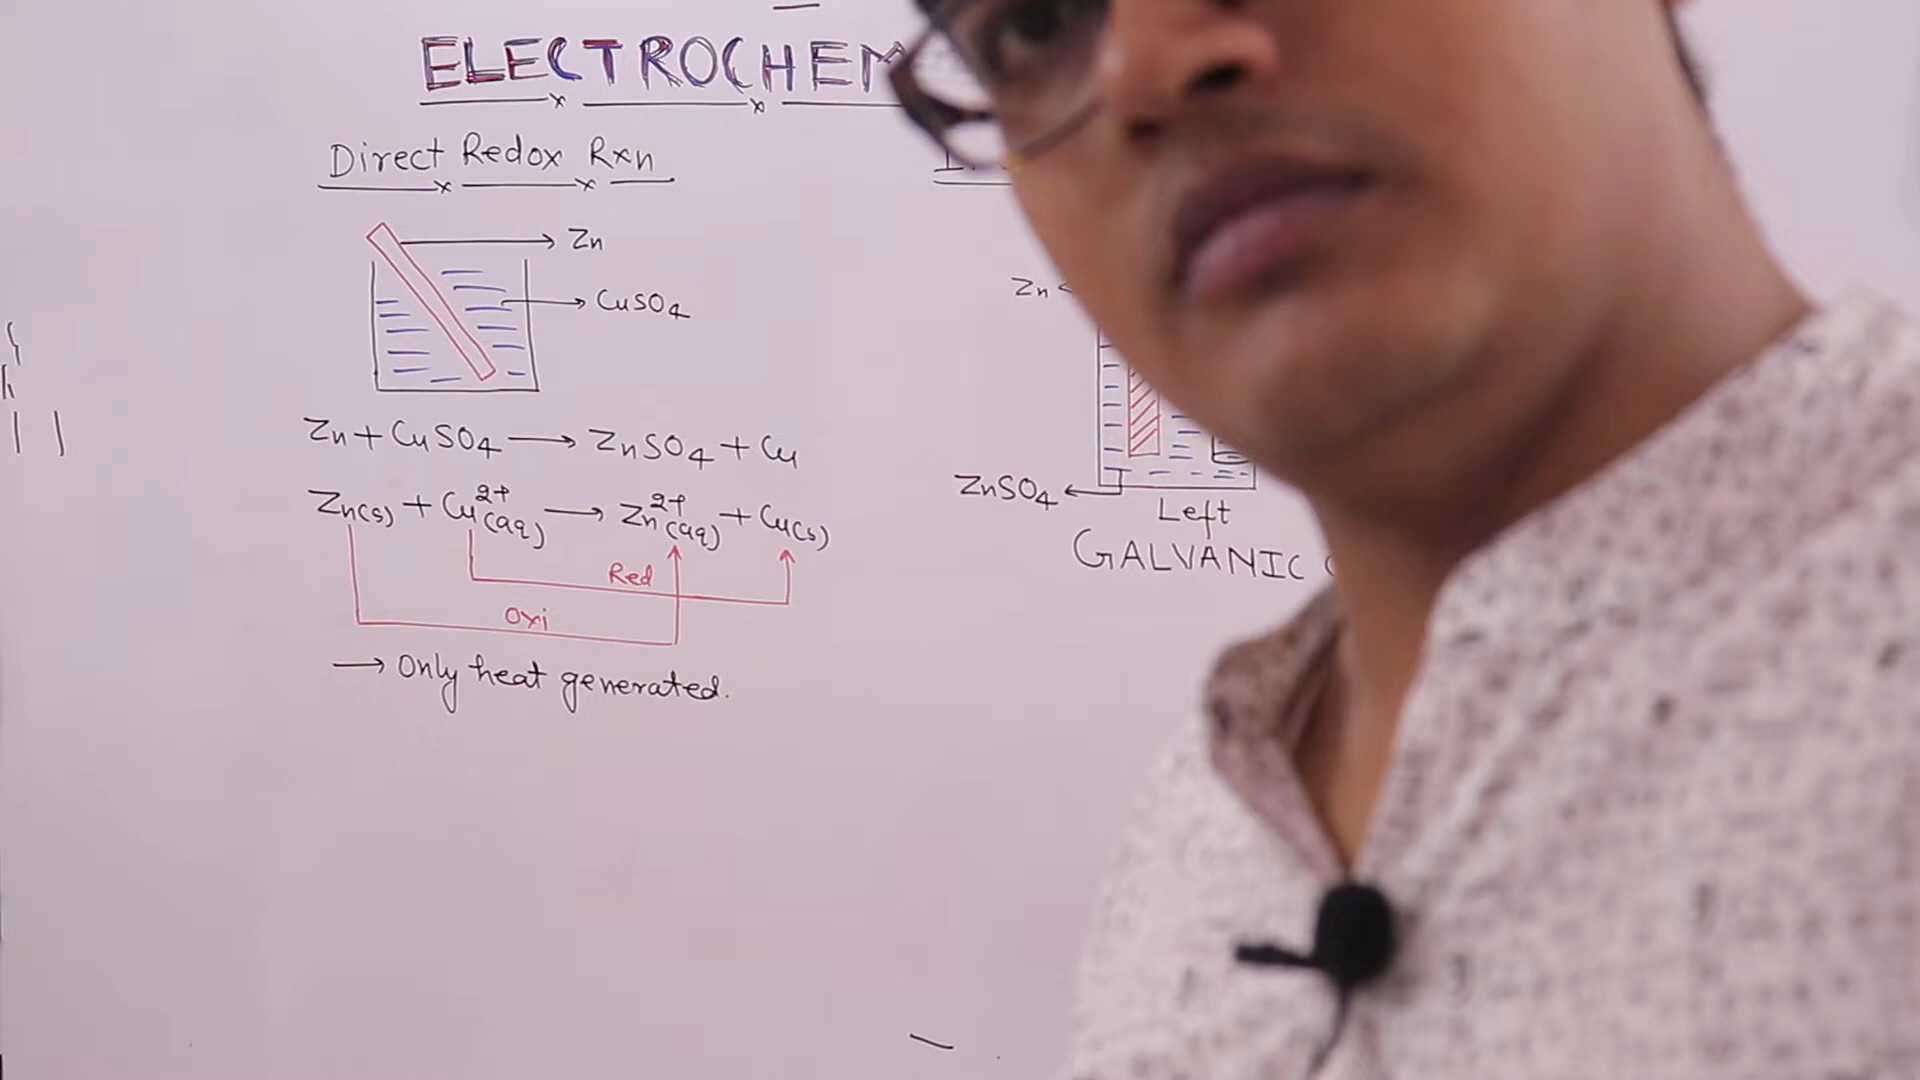 ELECTROCHEM
Direct Redox Rxn
Zn
CuSO4
Zn + CuSO4 ⟶ ZnSO4 + Cu
Zn(s) + Cu2+(aq) ⟶ Zn2+(aq) + Cu(s)
Red
Oxi
→ Only heat generated.
Zn
ZnSO4
Left
GALVANIC